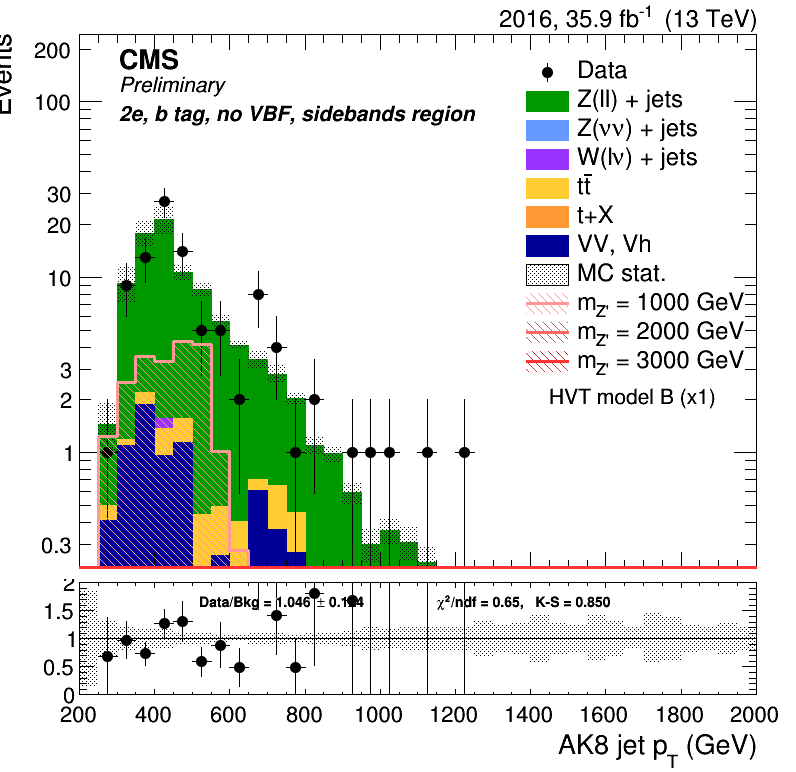 2016, 35.9 fb⁻¹ (13 TeV)
Events
CMS
Preliminary
2e, b tag, no VBF, sidebands region
200
100
30
20
10
3
2
1
0.3
Data
Z(ll) + jets
Z(νν) + jets
W(lν) + jets
tt̄
t+X
VV, Vh
MC stat.
m_Z' = 1000 GeV
m_Z' = 2000 GeV
m_Z' = 3000 GeV
HVT model B (x1)
Data/Bkg = 1.046 ±
χ²/ndf = 0.65, K-S = 0.850
2
1.5
1
0.5
0
200 400 600 800 1000 1200 1400 1600 1800 2000
AK8 jet p_T (GeV)